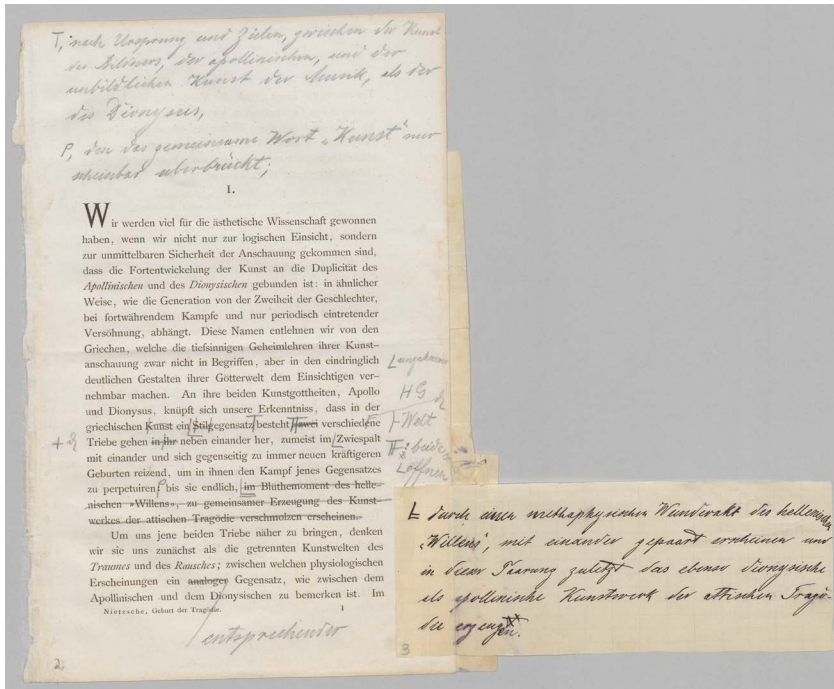 T, nach Ursprung und Zielen, zwischen der Kunst
des Bildners, der apollinischen, und der
unbildlichen Kunst der Musik, als der
des Dionysus,
P, den das gemeinsame Wort „Kunst“ nur
scheinbar überbrückt;
1.
Wir werden viel für die ästhetische Wissenschaft gewonnen
haben, wenn wir nicht nur zur logischen Einsicht, sondern
zur unmittelbaren Sicherheit der Anschauung gekommen sind,
dass die Fortentwickelung der Kunst an die Duplicität des
Apollinischen und des Dionysischen gebunden ist: in ähnlicher
Weise, wie die Generation von der Zweiheit der Geschlechter,
bei fortwährendem Kampfe und nur periodisch eintretender
Versöhnung, abhängt. Diese Namen entlehnen wir von den
Griechen, welche die tiefsinnigen Geheimlehren ihrer Kunst-
anschauung zwar nicht in Begriffen, aber in den eindringlich
deutlichen Gestalten ihrer Götterwelt dem Einsichtigen ver-
nehmbar machen. An ihre beiden Kunstgottheiten, Apollo
und Dionysus, knüpft sich unsere Erkenntniss, dass in der
griechischen Kunst ein Stilgegensatz besteht: zwei verschiedene
Triebe gehen in ihr neben einander her, zumeist im Zwiespalt
mit einander und sich gegenseitig zu immer neuen kräftigeren
Geburten reizend, um in ihnen den Kampf jenes Gegensatzes
zu perpetuiren, bis sie endlich, im Blüthemoment des helle-
nischen »Willens«, zu gemeinsamer Erzeugung des Kunst-
werkes der attischen Tragödie verschmolzen erscheinen.
Um uns jene beiden Triebe näher zu bringen, denken
wir sie uns zunächst als die getrennten Kunstwelten des
Traumes und des Rausches; zwischen welchen physiologischen
Erscheinungen ein analoger Gegensatz, wie zwischen dem
Apollinischen und dem Dionysischen zu bemerken ist. Im
Nietzsche, Geburt der Tragödie. 1
entsprechender
2
HG
Welt
beide
offnen
durch einen methaphysischen Wunderakt des hellenischen
„Willens“, mit einander gepaart erscheinen und
in dieser Paarung zuletzt das ebenso dionysische
als apollinische Kunstwerk der attischen Tragö-
die erzeugen.
3